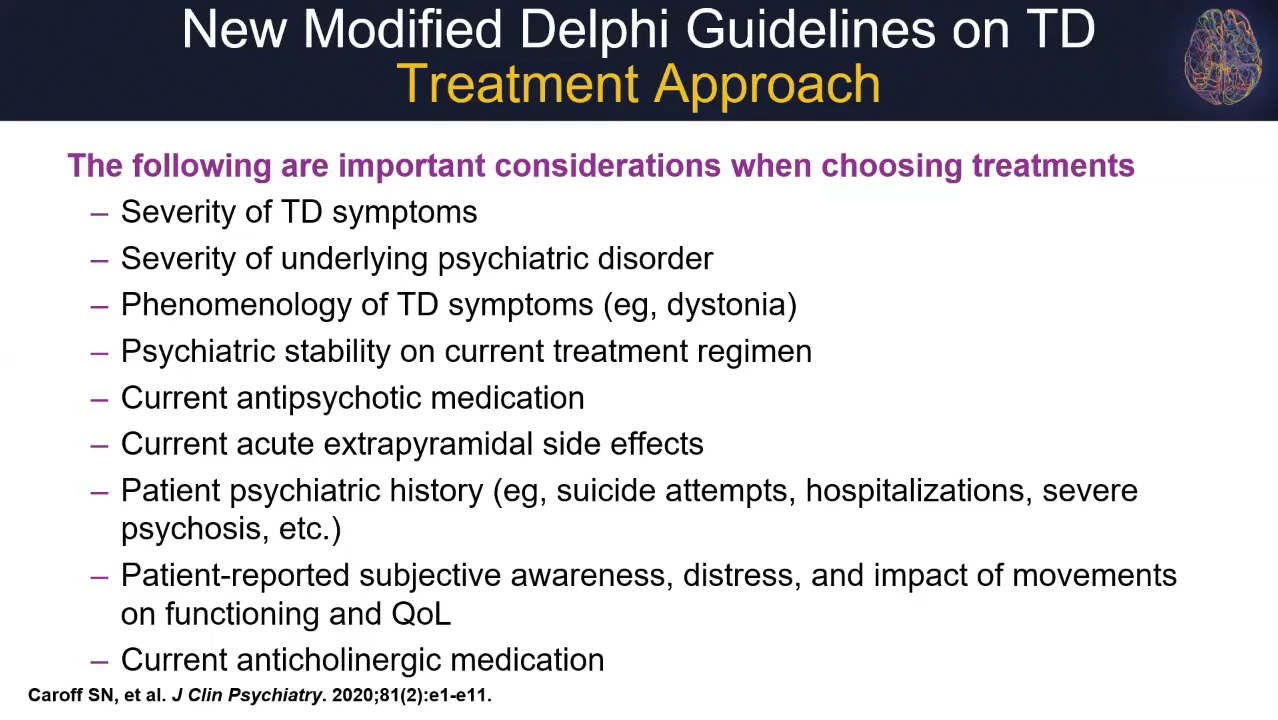 New Modified Delphi Guidelines on TD
Treatment Approach
The following are important considerations when choosing treatments
– Severity of TD symptoms
– Severity of underlying psychiatric disorder
– Phenomenology of TD symptoms (eg, dystonia)
– Psychiatric stability on current treatment regimen
– Current antipsychotic medication
– Current acute extrapyramidal side effects
– Patient psychiatric history (eg, suicide attempts, hospitalizations, severe
psychosis, etc.)
– Patient-reported subjective awareness, distress, and impact of movements
on functioning and QoL
– Current anticholinergic medication
Caroff SN, et al. J Clin Psychiatry. 2020;81(2):e1-e11.